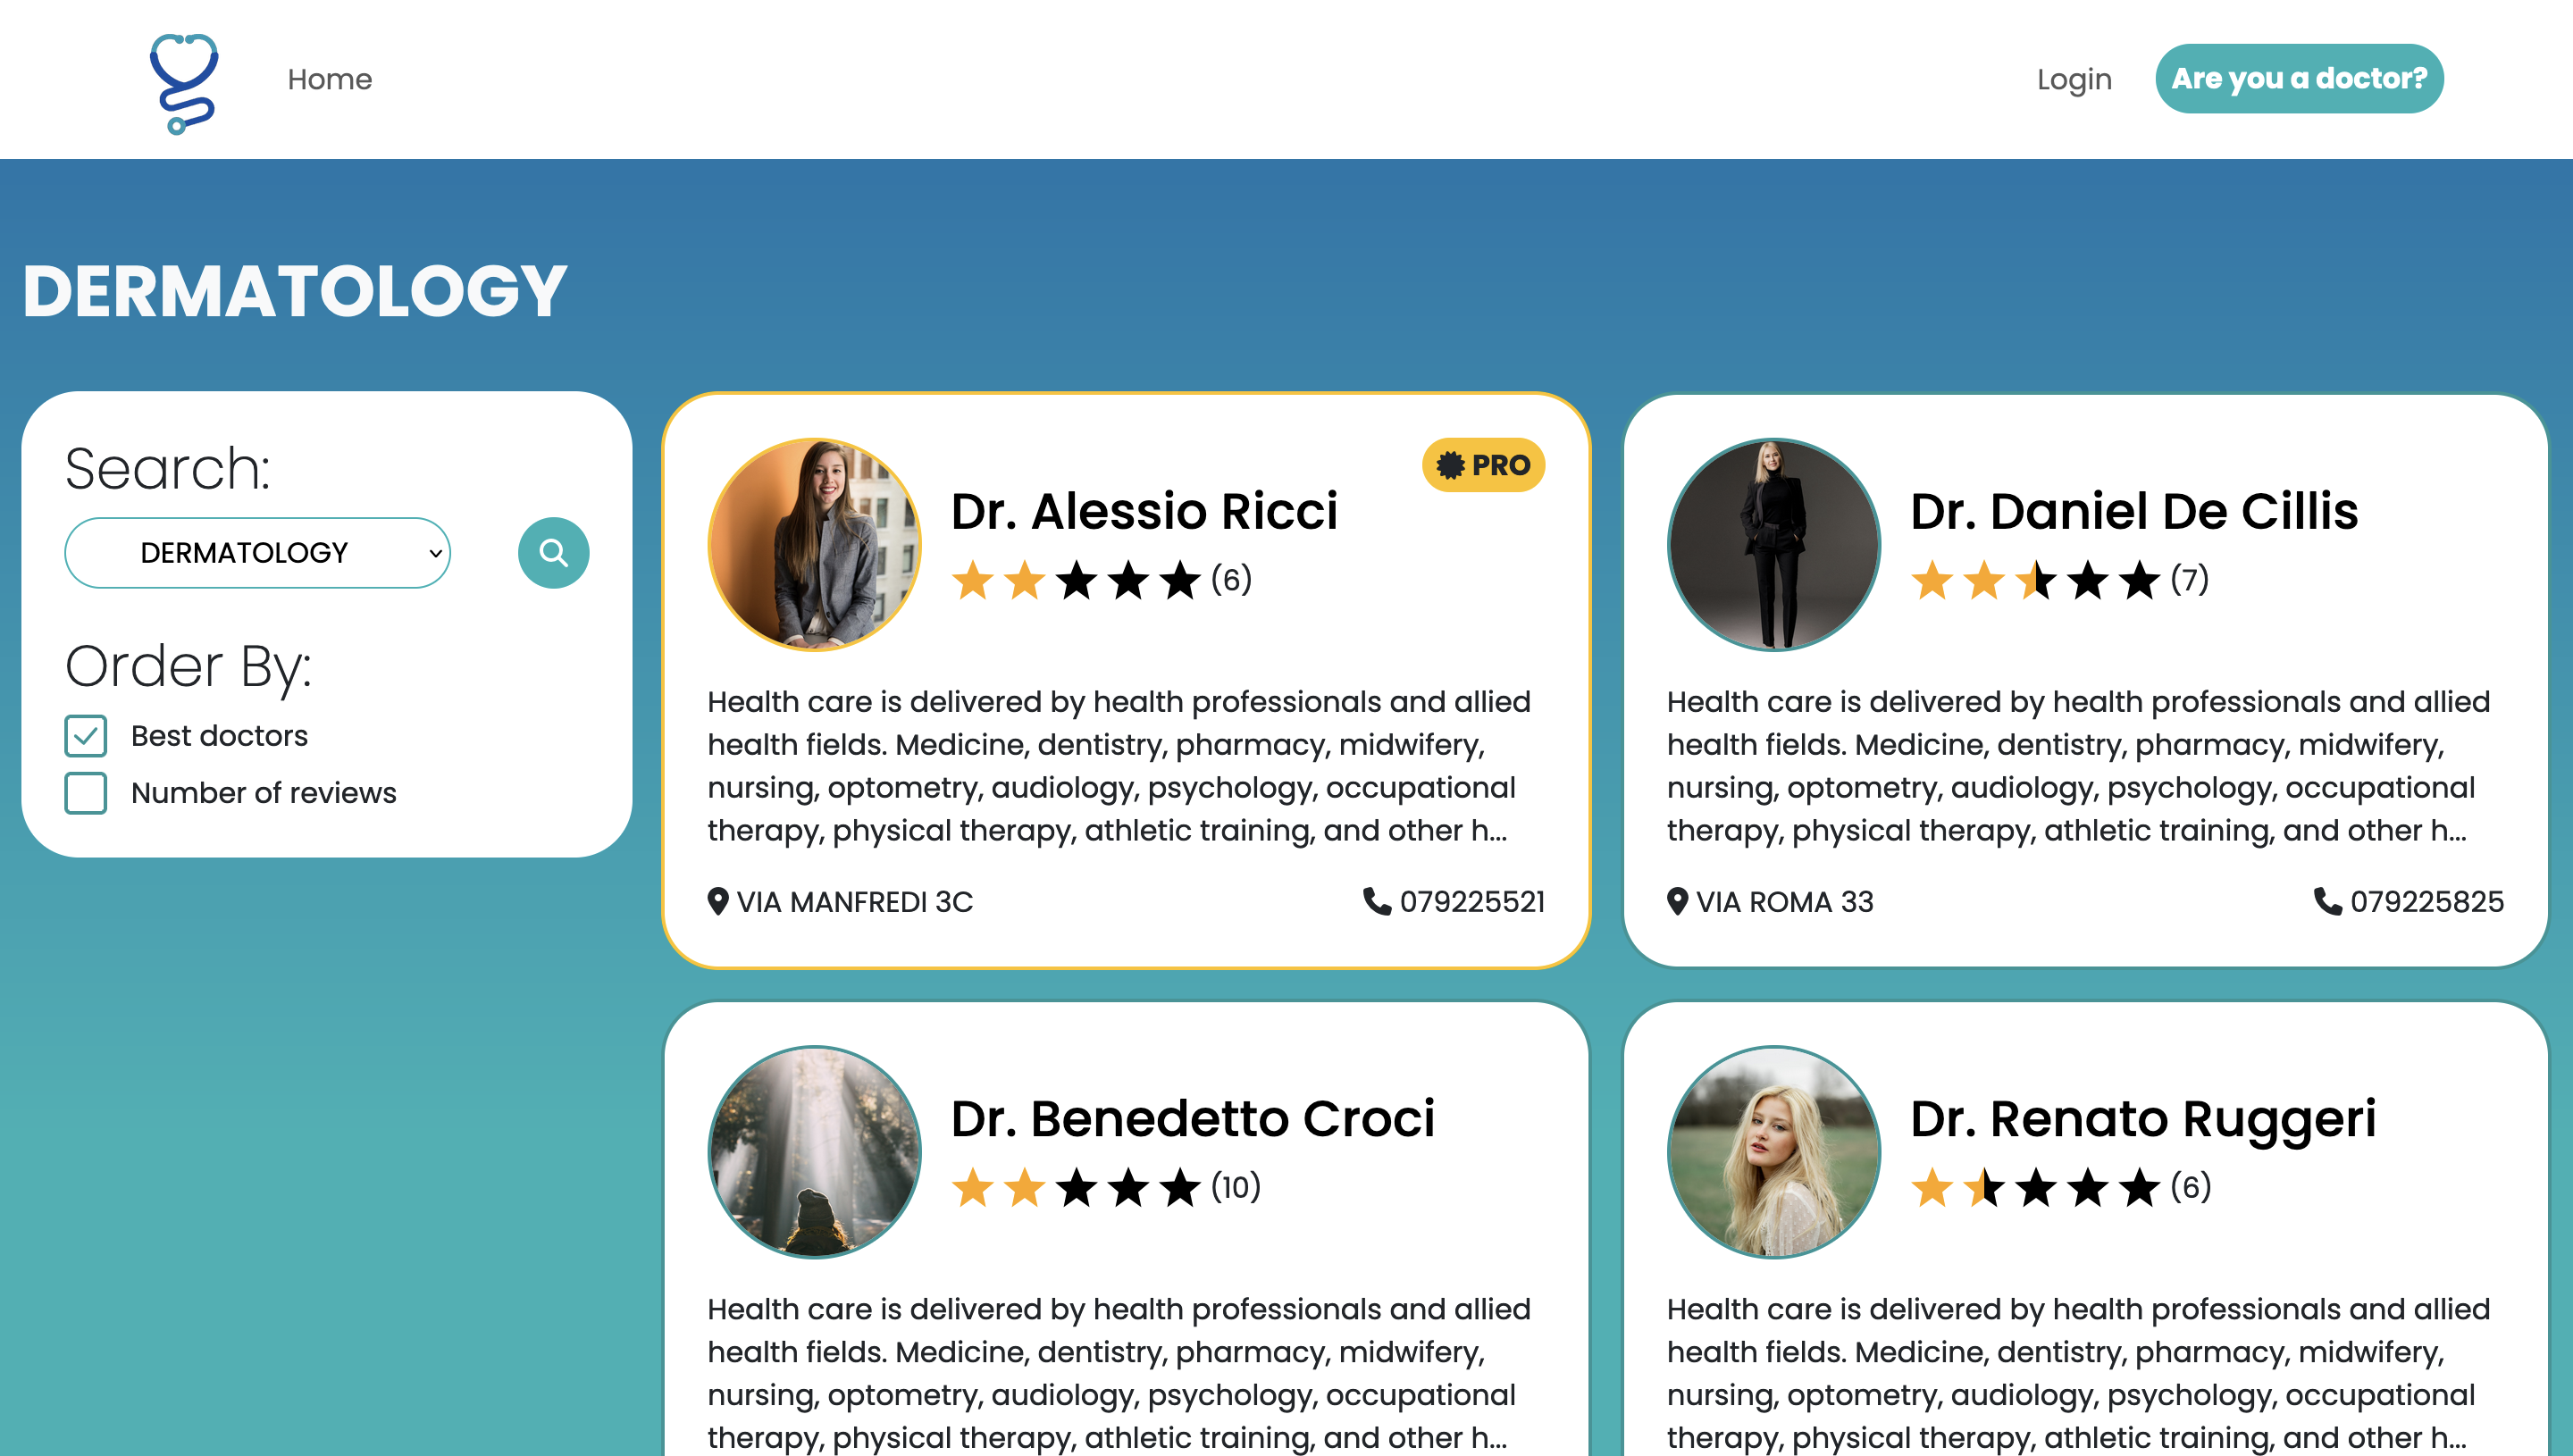 Home
Login
Are you a doctor?
DERMATOLOGY
Search:
DERMATOLOGY
Order By:
Best doctors
Number of reviews
PRO
Dr. Alessio Ricci
(6)
Health care is delivered by health professionals and allied
health fields. Medicine, dentistry, pharmacy, midwifery,
nursing, optometry, audiology, psychology, occupational
therapy, physical therapy, athletic training, and other h...
VIA MANFREDI 3C
079225521
Dr. Daniel De Cillis
(7)
Health care is delivered by health professionals and allied
health fields. Medicine, dentistry, pharmacy, midwifery,
nursing, optometry, audiology, psychology, occupational
therapy, physical therapy, athletic training, and other h...
VIA ROMA 33
079225825
Dr. Benedetto Croci
(10)
Health care is delivered by health professionals and allied
health fields. Medicine, dentistry, pharmacy, midwifery,
nursing, optometry, audiology, psychology, occupational
therapy, physical therapy, athletic training, and other h...
Dr. Renato Ruggeri
(6)
Health care is delivered by health professionals and allied
health fields. Medicine, dentistry, pharmacy, midwifery,
nursing, optometry, audiology, psychology, occupational
therapy, physical therapy, athletic training, and other h...